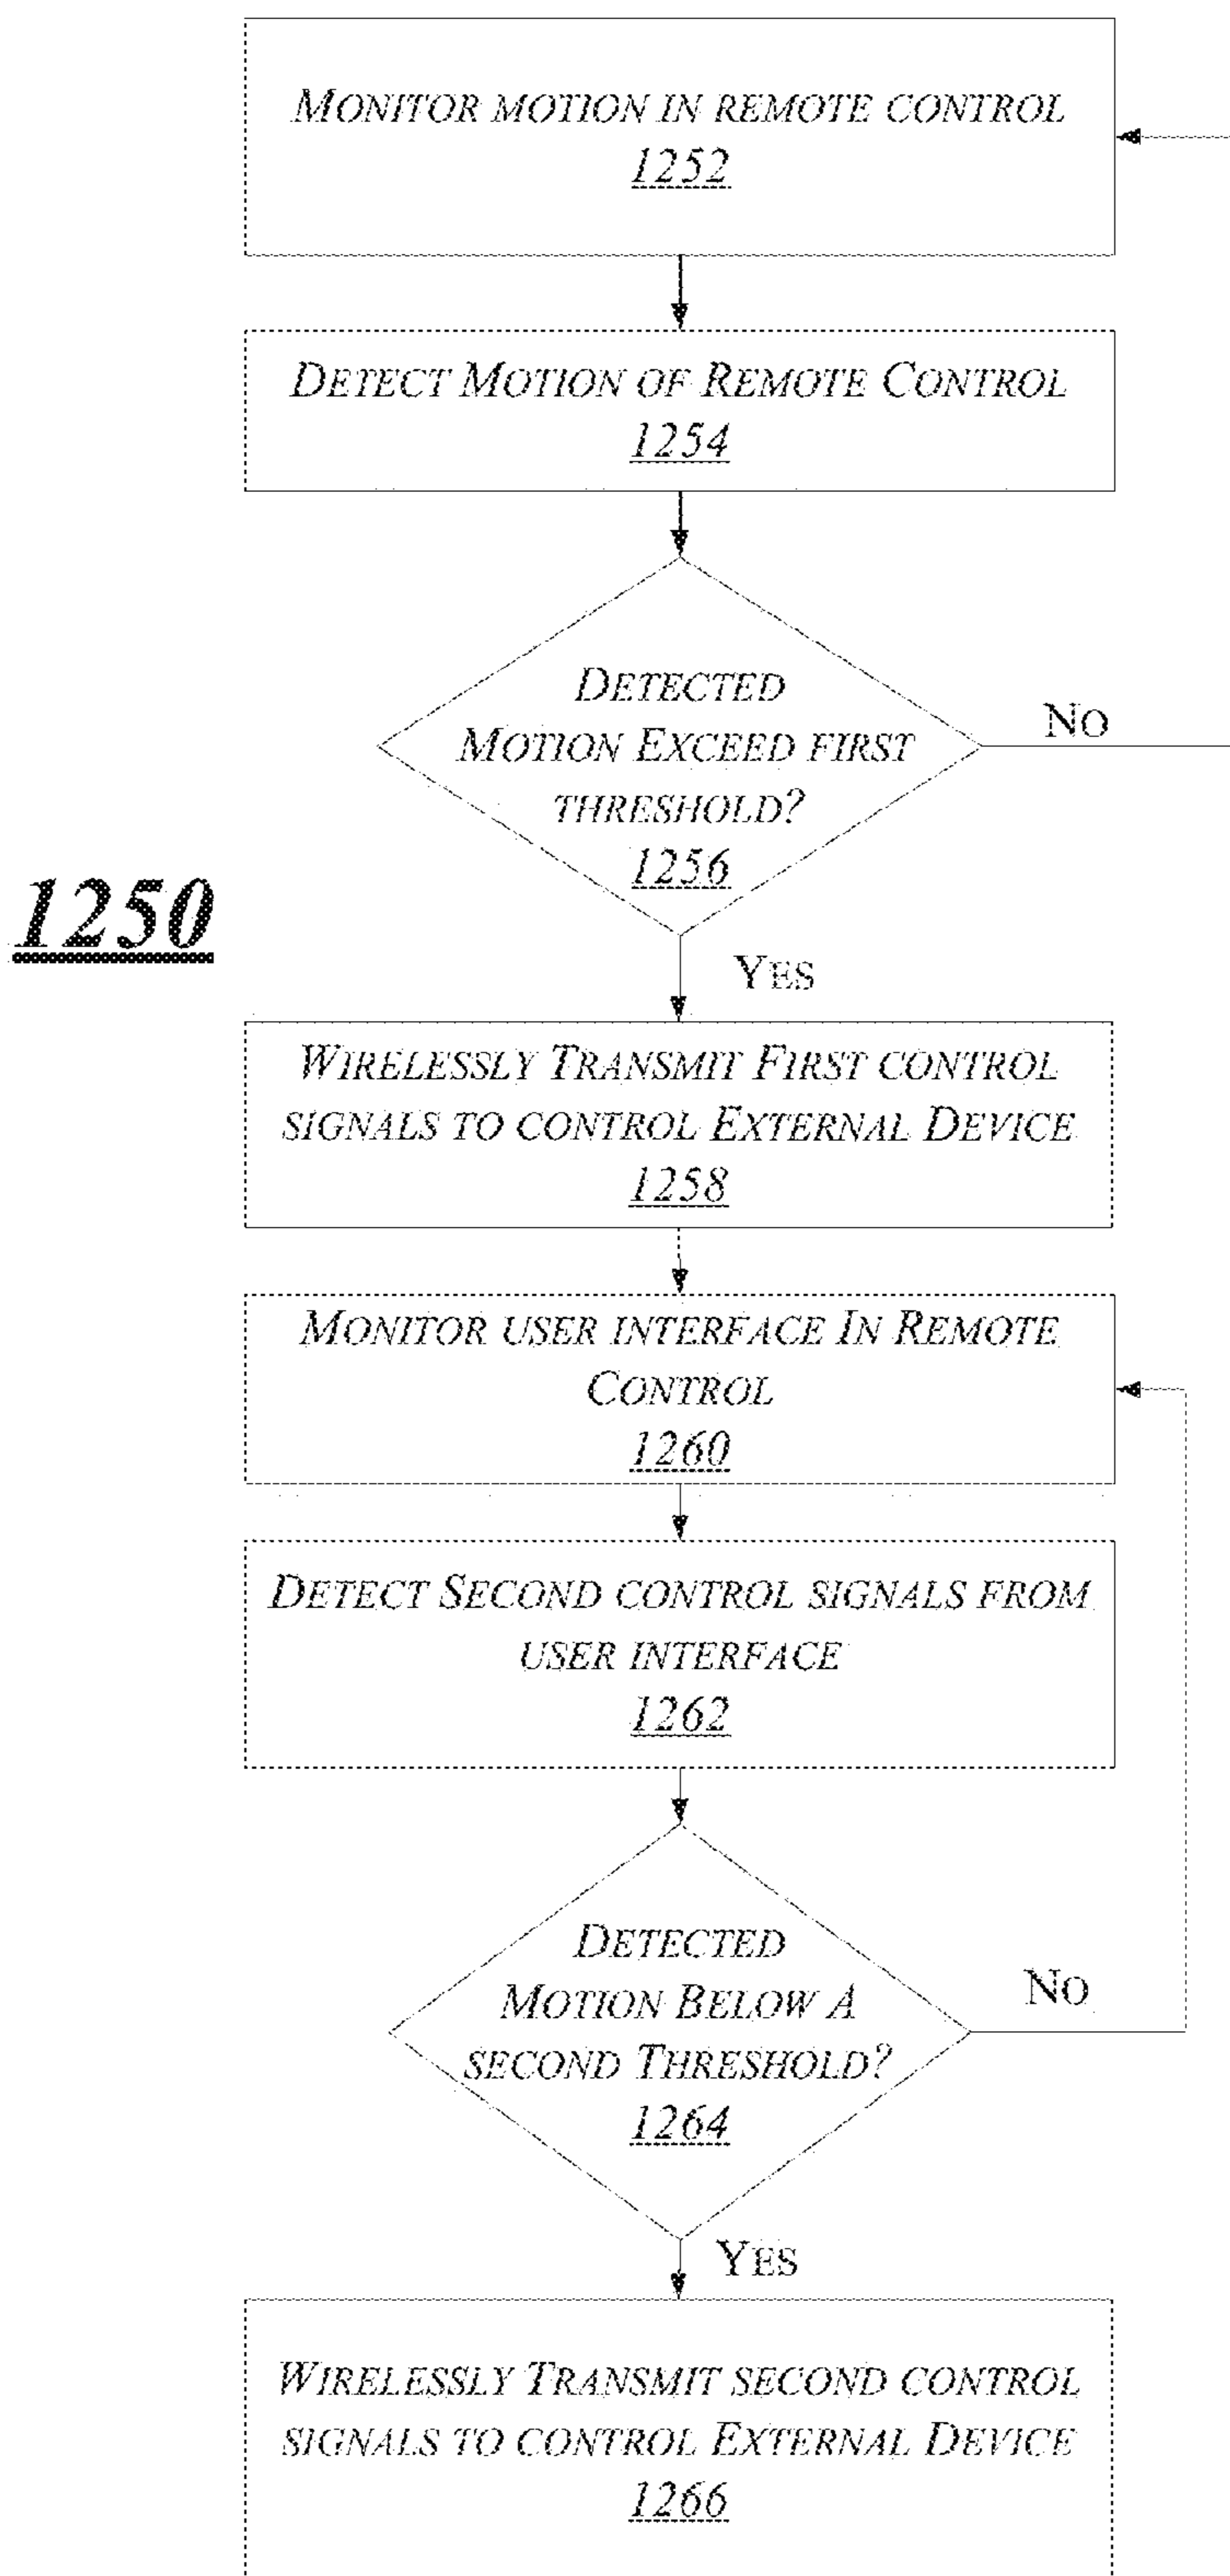 MONITOR MOTION IN REMOTE CONTROL
1252
DETECT MOTION OF REMOTE CONTROL
1254
DETECTED
MOTION EXCEED FIRST
THRESHOLD?
1256
NO
1250
YES
WIRELESSLY TRANSMIT FIRST CONTROL
SIGNALS TO CONTROL EXTERNAL DEVICE
1258
MONITOR USER INTERFACE IN REMOTE
CONTROL
1260
DETECT SECOND CONTROL SIGNALS FROM
USER INTERFACE
1262
DETECTED
MOTION BELOW A
SECOND THRESHOLD?
1264
NO
YES
WIRELESSLY TRANSMIT SECOND CONTROL
SIGNALS TO CONTROL EXTERNAL DEVICE
1266